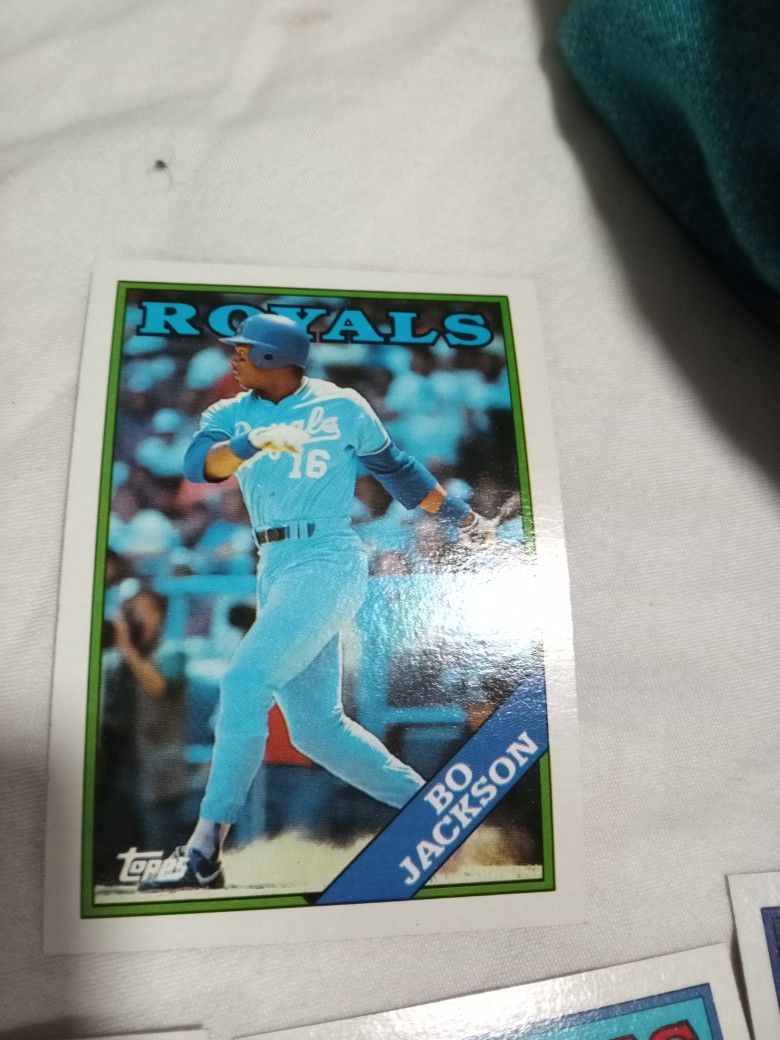 ROYALS
Royals
16
BO
JACKSON
topps